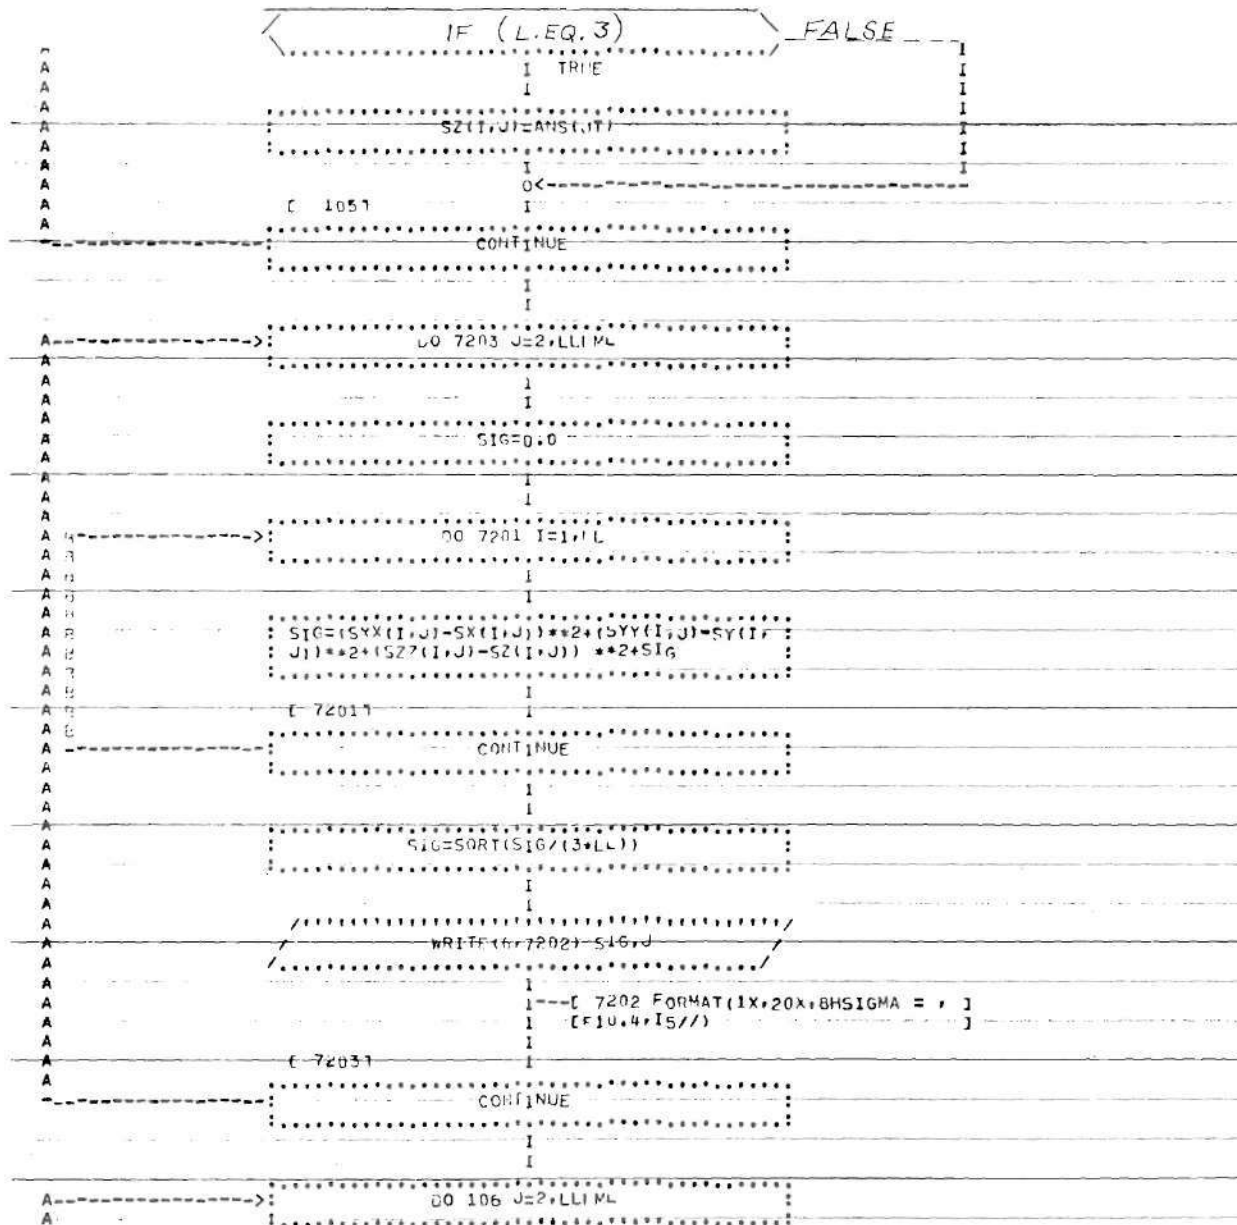 IF (L.EQ.3) FALSE
TRUE
SZ(I,J)=ANS(JT)
[ 105]
CONTINUE
DO 7203 J=2,LLIML
SIG=0.0
DO 7201 I=1,LL
SIG=(SYX(I,J)-SX(I,J))**2+(SYY(I,J)-SY(I,
J))**2+(SZZ(I,J)-SZ(I,J)) **2+SIG
[ 7201]
CONTINUE
SIG=SQRT(SIG/(3*LL))
WRITE(6,7202) SIG,J
[ 7202 FORMAT(1X,20X,8HSIGMA = , ]
[F10.4,I5//) ]
[ 7203]
CONTINUE
DO 106 J=2,LLIML